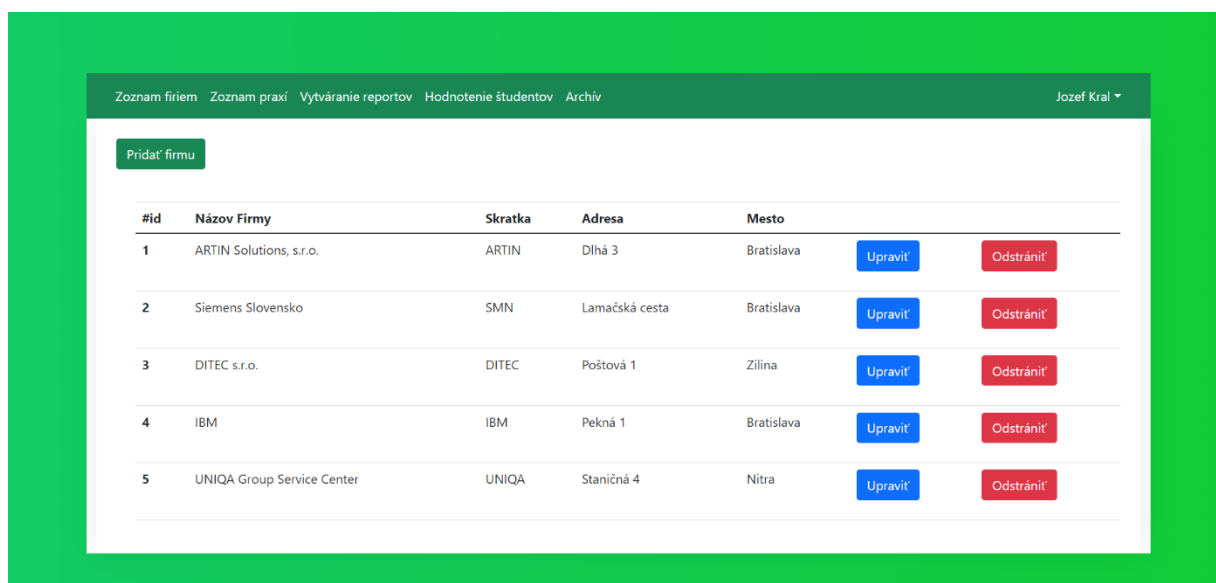 Zoznam firiem Zoznam praxí Vytváranie reportov Hodnotenie študentov Archív Jozef Kral
Pridať firmu
#id Názov Firmy Skratka Adresa Mesto
1 ARTIN Solutions, s.r.o. ARTIN Dlhá 3 Bratislava Upraviť Odstrániť
2 Siemens Slovensko SMN Lamačská cesta Bratislava Upraviť Odstrániť
3 DITEC s.r.o. DITEC Poštová 1 Zilina Upraviť Odstrániť
4 IBM IBM Pekná 1 Bratislava Upraviť Odstrániť
5 UNIQA Group Service Center UNIQA Staničná 4 Nitra Upraviť Odstrániť